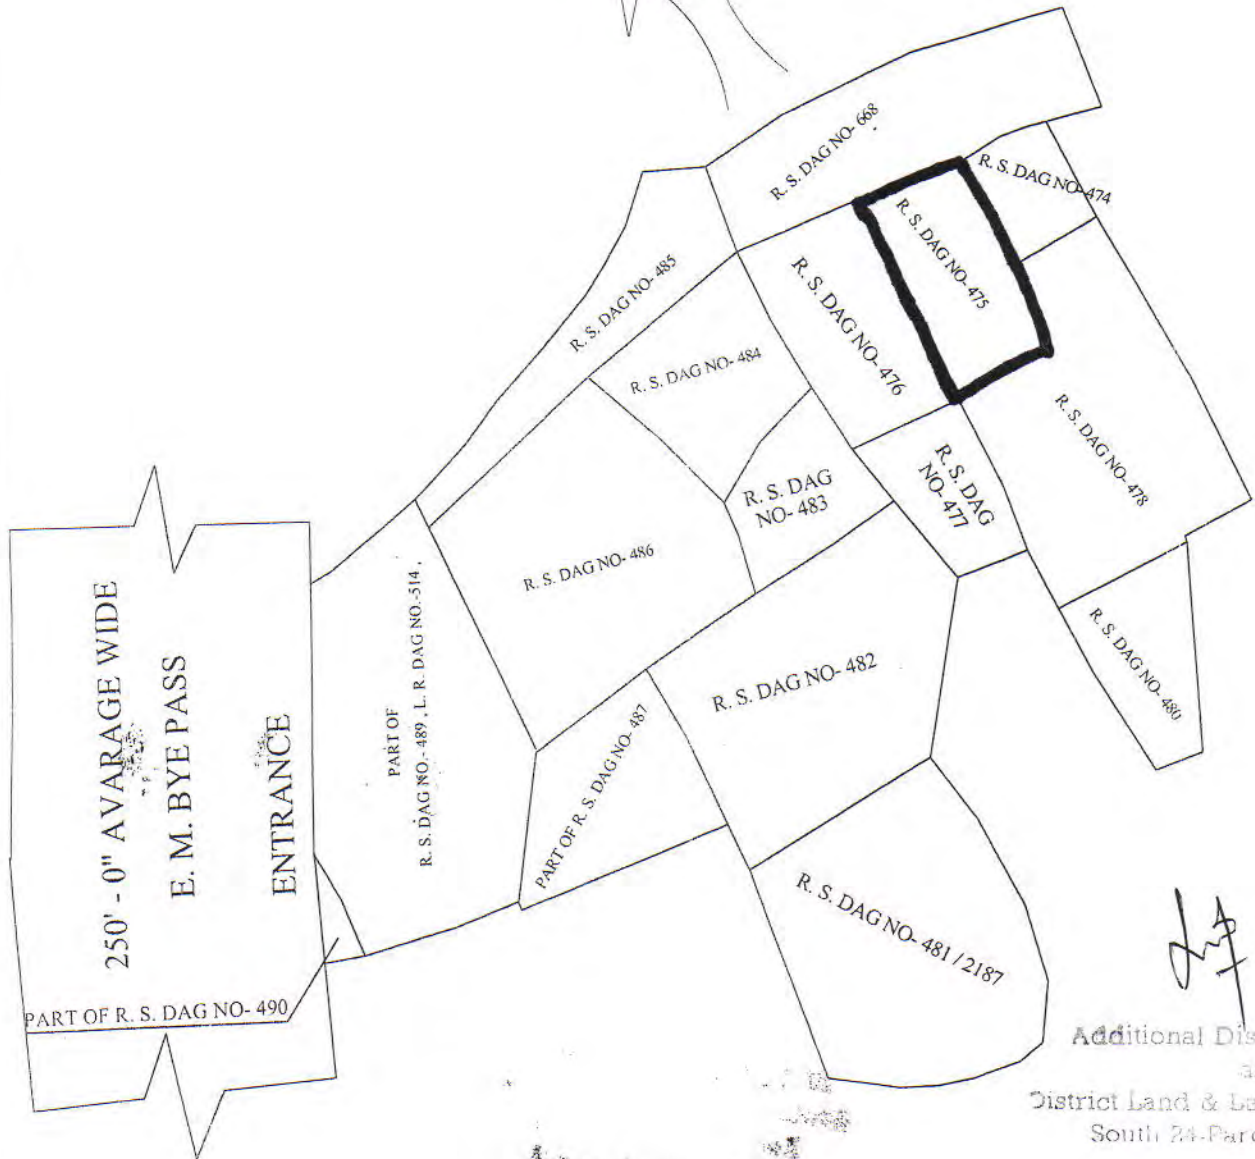 R. S. DAG NO- 668
R. S. DAG NO- 474
R. S. DAG NO- 475
R. S. DAG NO- 485
R. S. DAG NO- 476
R. S. DAG NO- 484
R. S. DAG NO- 478
R. S. DAG
NO- 477
R. S. DAG
NO- 483
R. S. DAG NO- 486
R. S. DAG NO- 480
R. S. DAG NO- 482
PART OF R. S. DAG NO- 487
PART OF
R. S. DAG NO.- 489 , L. R. DAG NO.-514 ,
250' - 0" AVARAGE WIDE
E. M. BYE PASS
ENTRANCE
R. S. DAG NO- 481 / 2187
PART OF R. S. DAG NO- 490
Additional Dis
a
District Land & La
South 24-Parg